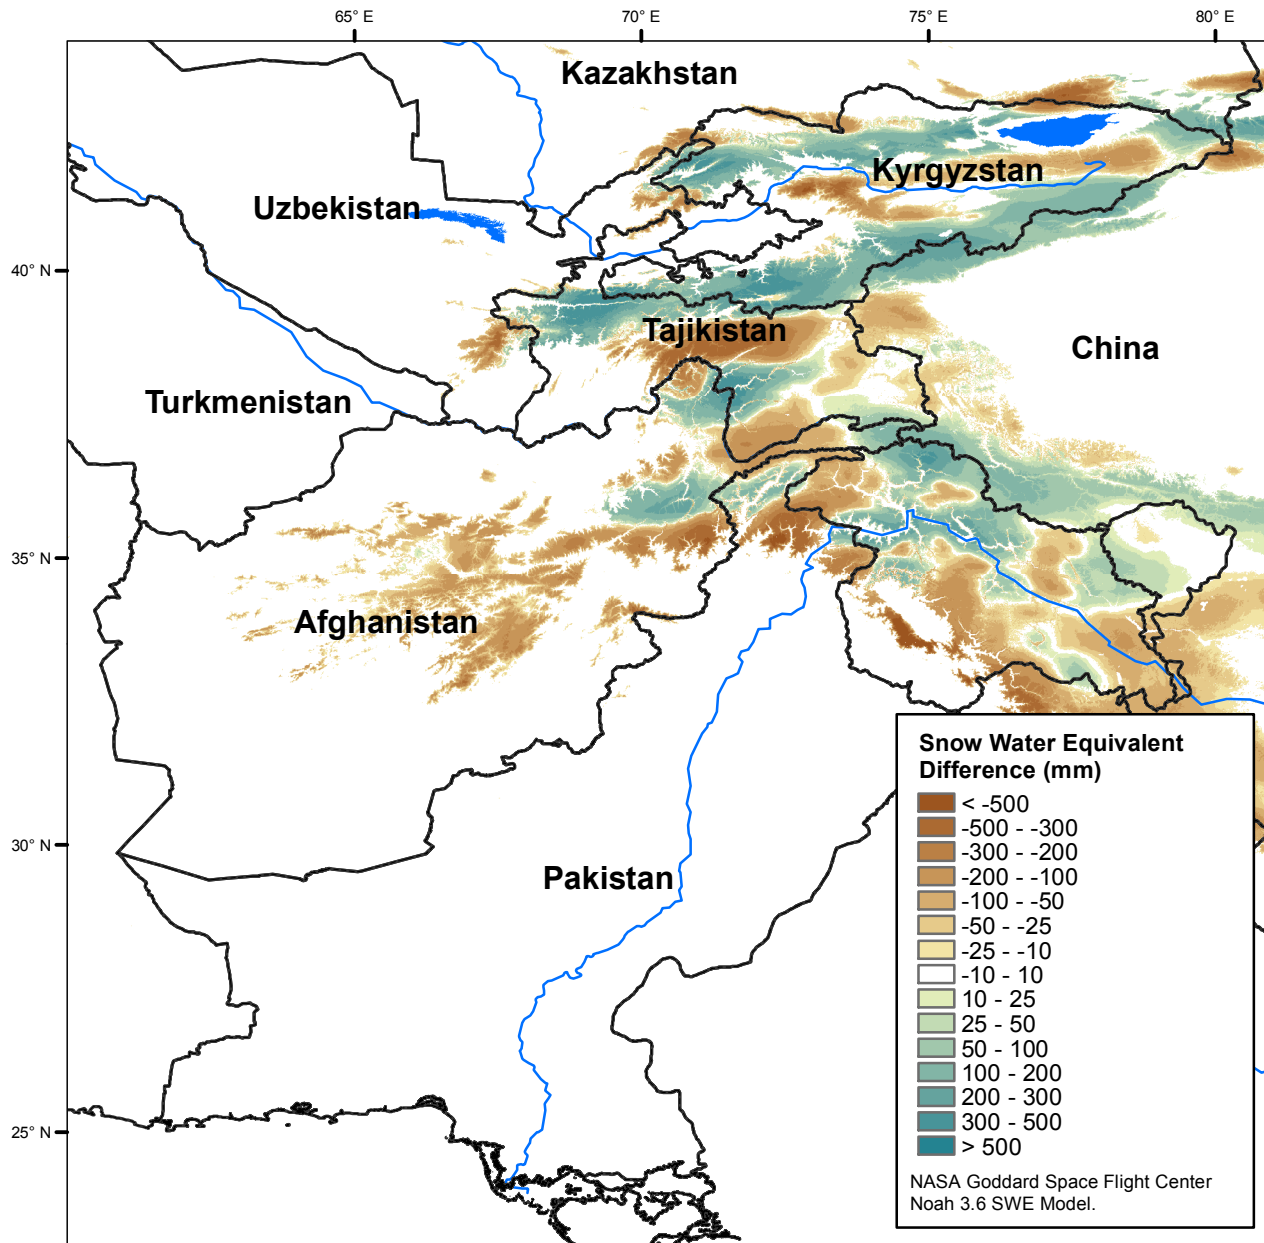 65° E
70° E
75° E
80° E
Kazakhstan
Kyrgyzstan
Uzbekistan
40° N
Tajikistan
China
Turkmenistan
35° N
Afghanistan
Snow Water Equivalent
Difference (mm)
< -500
-500 - -300
-300 - -200
-200 - -100
-100 - -50
-50 - -25
-25 - -10
-10 - 10
10 - 25
25 - 50
50 - 100
100 - 200
200 - 300
300 - 500
> 500
30° N
Pakistan
25° N
NASA Goddard Space Flight Center
Noah 3.6 SWE Model.